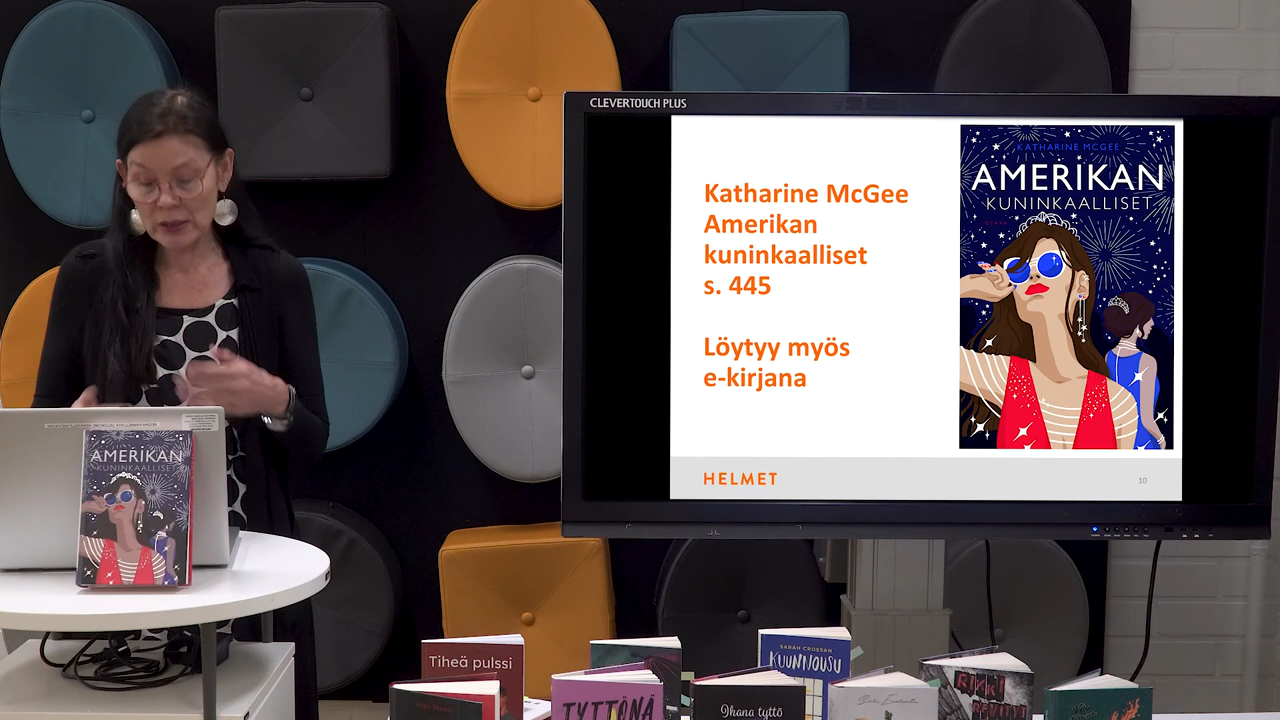 CLEVERTOUCH PLUS
Katharine McGee
Amerikan
kuninkaalliset
s. 445
Löytyy myös
e-kirjana
KATHARINE MCGEE
AMERIKAN
KUNINKAALLISET
OTAVA
HELMET
10
AMERIKAN
KUNINKAALLISET
Tiheä pulssi
TYTTÖNÄ
Ihana tyttö
SARAH CROSSAN
KUUNNOUSU